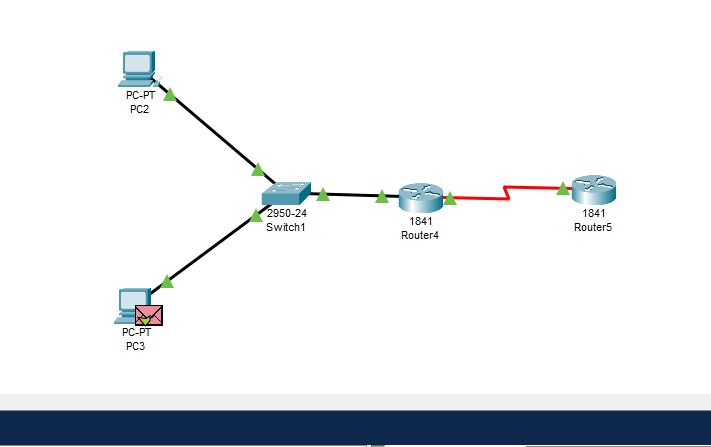 PC-PT
PC2
2950-24
Switch1
1841
Router4
1841
Router5
PC-PT
PC3